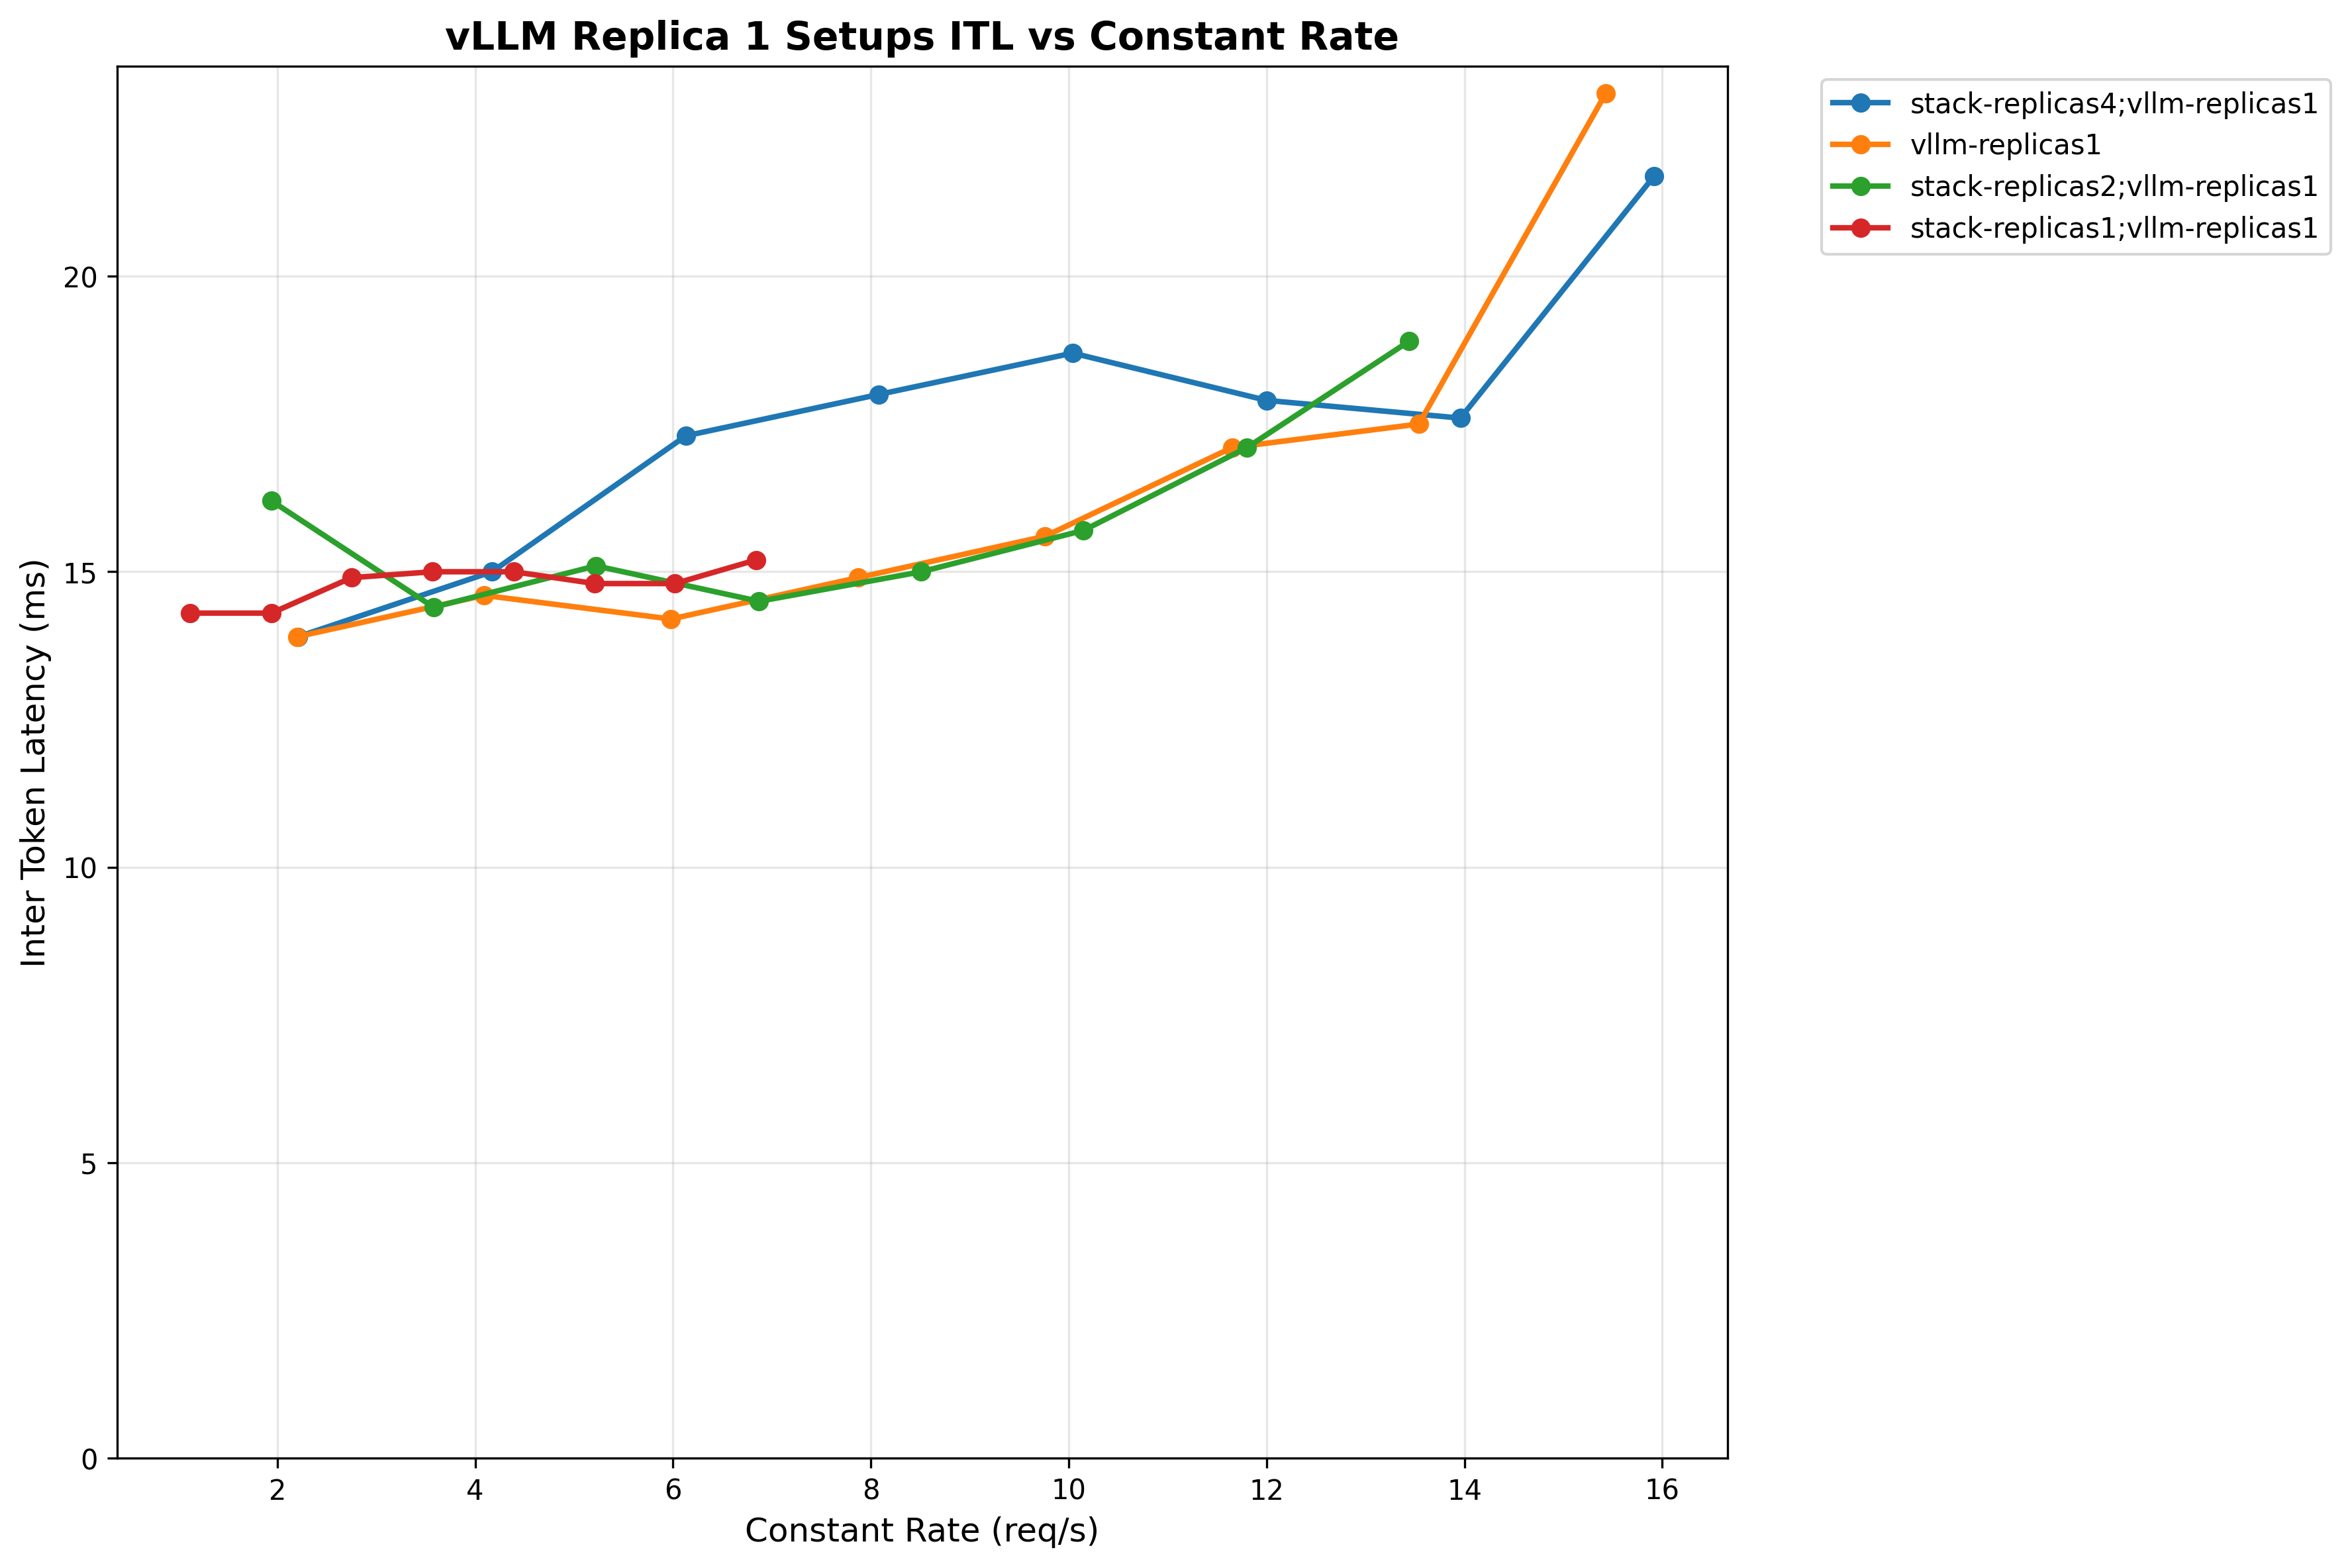 vLLM Replica 1 Setups ITL vs Constant Rate
stack-replicas4;vllm-replicas1
vllm-replicas1
stack-replicas2;vllm-replicas1
stack-replicas1;vllm-replicas1
Inter Token Latency (ms)
20
15
10
5
0
2 4 6 8 10 12 14 16
Constant Rate (req/s)